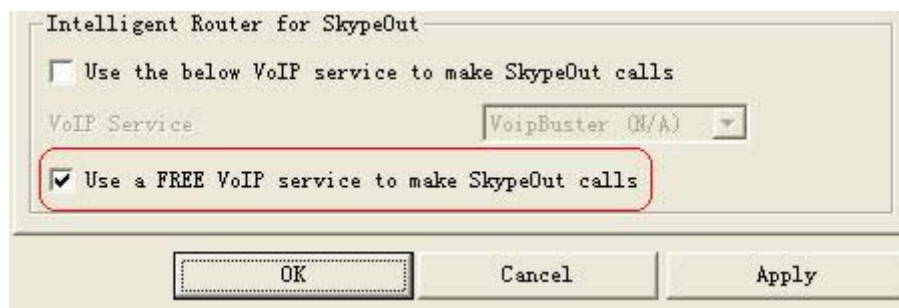 Intelligent Router for SkypeOut
Use the below VoIP service to make SkypeOut calls
VoIP Service VoipBuster (N/A)
Use a FREE VoIP service to make SkypeOut calls
OK Cancel Apply